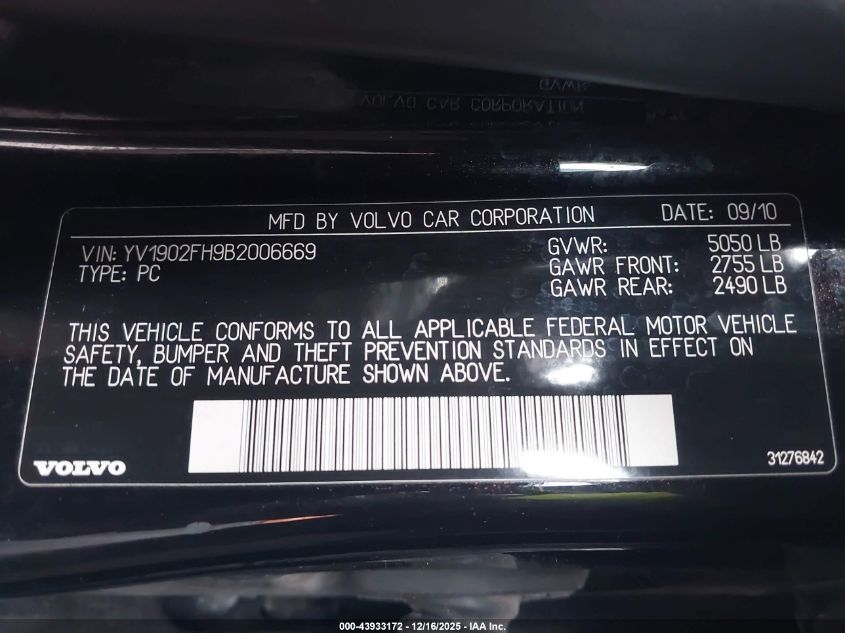 MFD BY VOLVO CAR CORPORATION DATE: 09/10
VIN: YV1902FH9B2006669
TYPE: PC
GVWR: 5050 LB
GAWR FRONT: 2755 LB
GAWR REAR: 2490 LB
THIS VEHICLE CONFORMS TO ALL APPLICABLE FEDERAL MOTOR VEHICLE
SAFETY, BUMPER AND THEFT PREVENTION STANDARDS IN EFFECT ON
THE DATE OF MANUFACTURE SHOWN ABOVE.
VOLVO
31276842
000-43933172 - 12/16/2025 - IAA Inc.